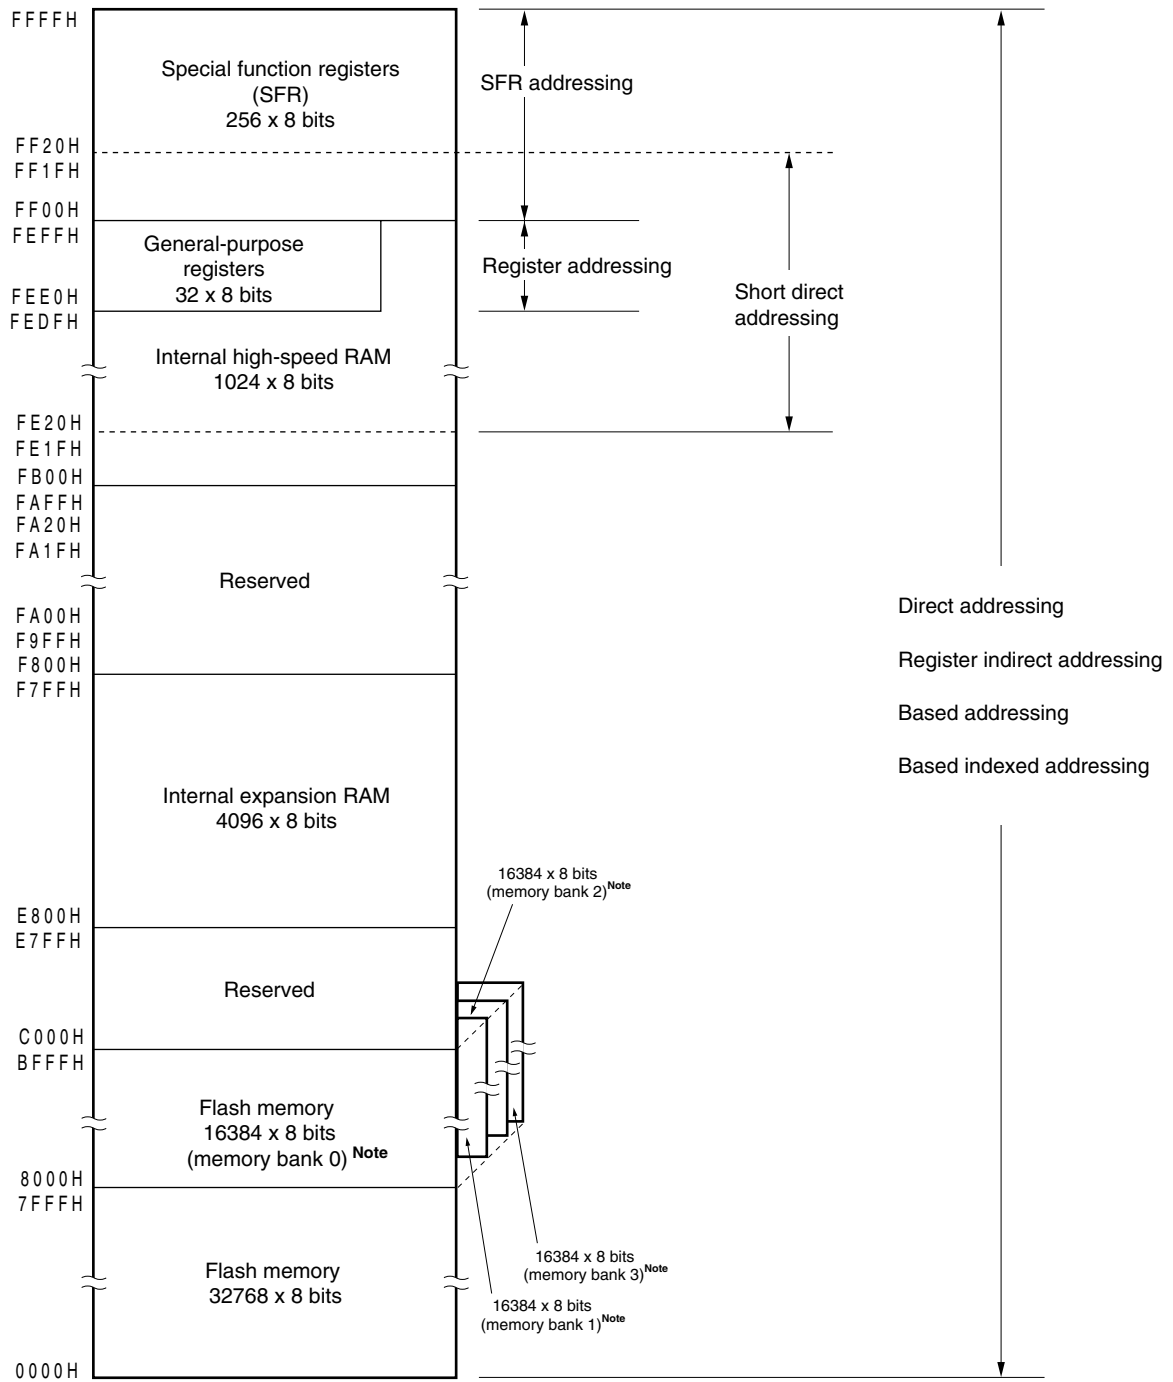 FFFFH
Special function registers
(SFR)
256 x 8 bits
SFR addressing
FF20H
FF1FH
FF00H
FEFFH
General-purpose
registers
32 x 8 bits
Register addressing
Short direct
addressing
FEE0H
FEDFH
Internal high-speed RAM
1024 x 8 bits
FE20H
FE1FH
FB00H
FAFFH
FA20H
FA1FH
Reserved
FA00H
F9FFH
F800H
F7FFH
Direct addressing
Register indirect addressing
Based addressing
Based indexed addressing
Internal expansion RAM
4096 x 8 bits
16384 x 8 bits
(memory bank 2)Note
E800H
E7FFH
Reserved
C000H
BFFFH
Flash memory
16384 x 8 bits
(memory bank 0) Note
8000H
7FFFH
16384 x 8 bits
(memory bank 3)Note
Flash memory
32768 x 8 bits
16384 x 8 bits
(memory bank 1)Note
0000H